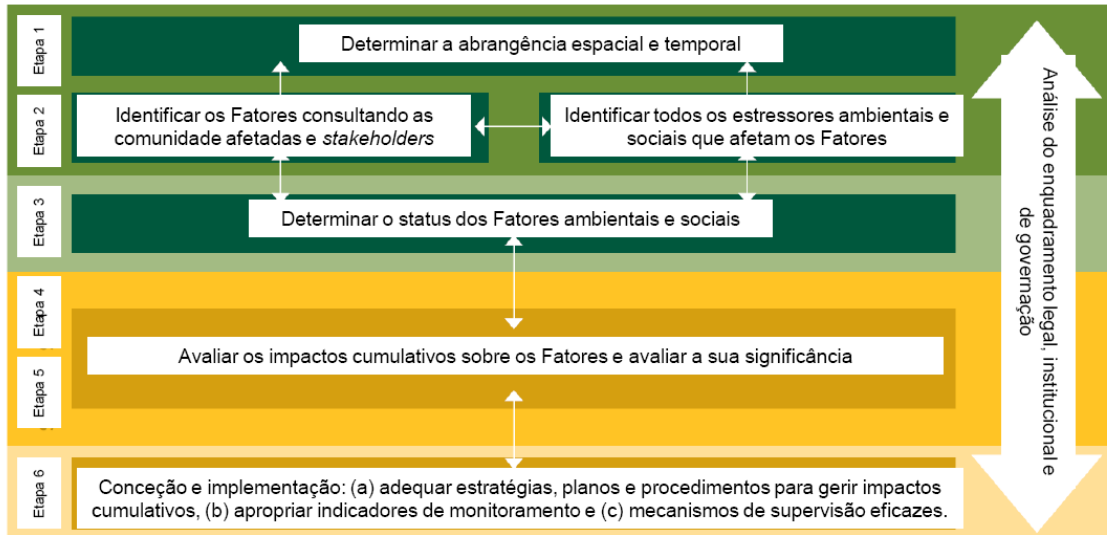 Etapa 1
Determinar a abrangência espacial e temporal
Etapa 2
Identificar os Fatores consultando as
comunidade afetadas e stakeholders
Identificar todos os estressores ambientais e
sociais que afetam os Fatores
Etapa 3
Determinar o status dos Fatores ambientais e sociais
Etapa 4
Etapa 5
Avaliar os impactos cumulativos sobre os Fatores e avaliar a sua significância
Etapa 6
Conceção e implementação: (a) adequar estratégias, planos e procedimentos para gerir impactos
cumulativos, (b) apropriar indicadores de monitoramento e (c) mecanismos de supervisão eficazes.
Análise do enquadramento legal, institucional e
de governação